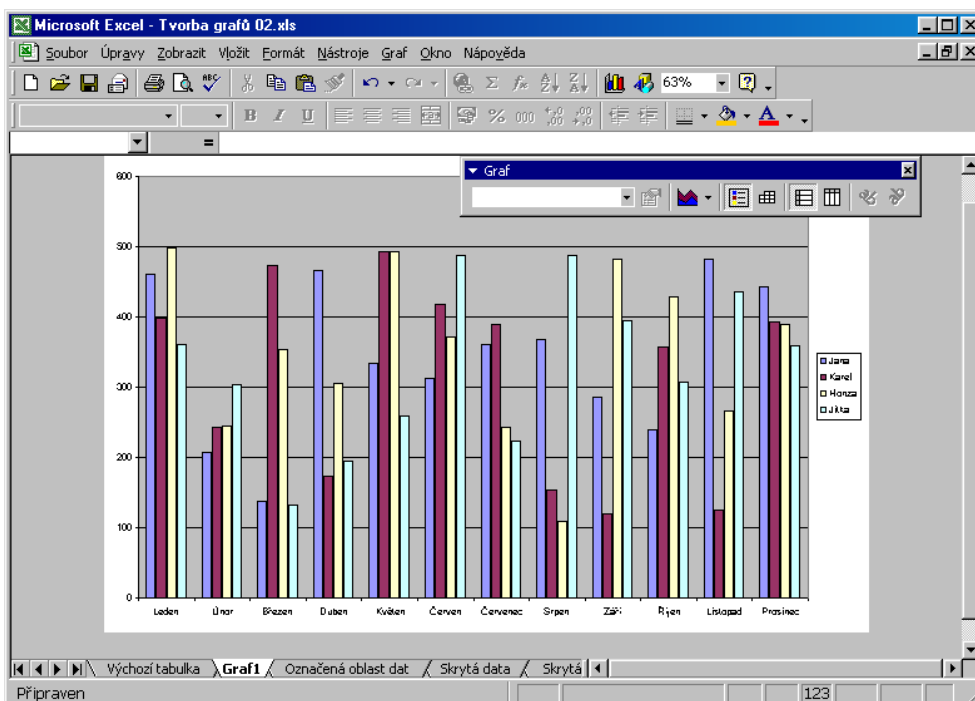 Microsoft Excel - Tvorba grafů 02.xls
Soubor Úpravy Zobrazit Vložit Formát Nástroje Graf Okno Nápověda
63%
B I U % 000
=
Graf
600
500
400
300
200
100
0
Leden Únor Březen Duben Květen Červen Červenec Srpen Září Říjen Listopad Prosinec
Jana
Karel
Honza
Jitka
Výchozí tabulka Graf1 Označená oblast dat Skrytá data Skrytá
Připraven 123